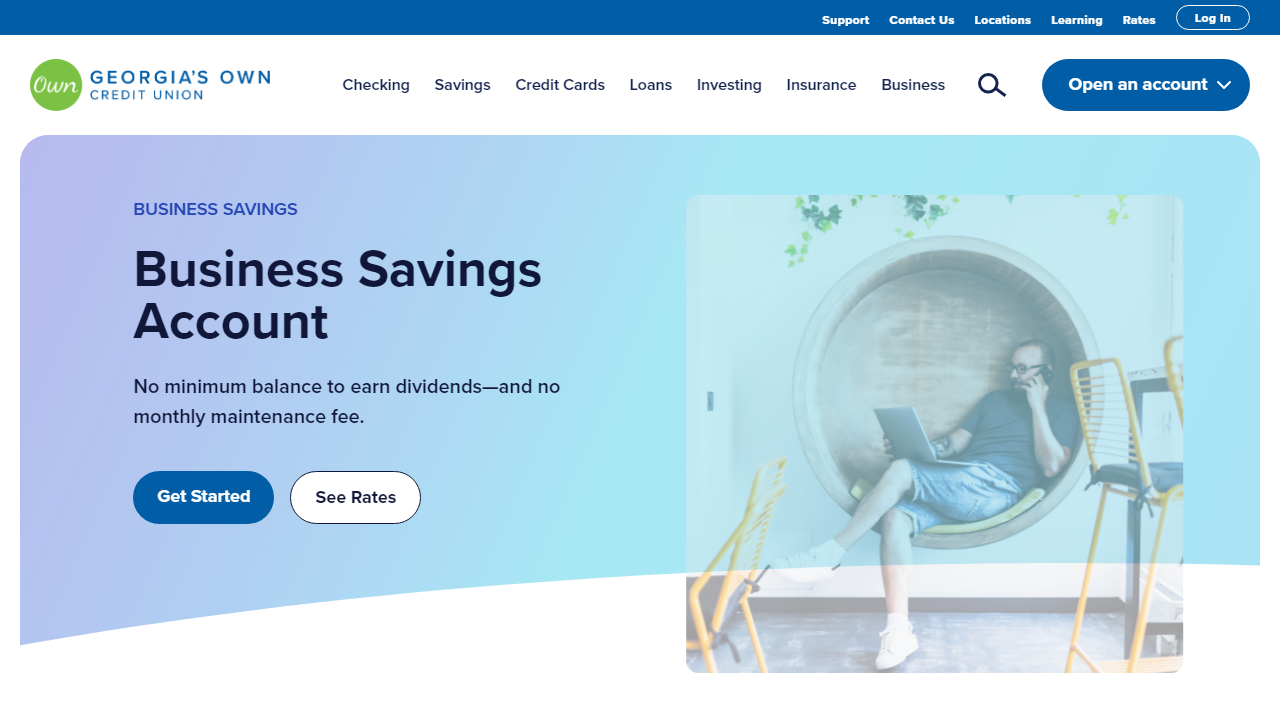 Support Contact Us Locations Learning Rates Log In
Own GEORGIA'S OWN
CREDIT UNION
Checking Savings Credit Cards Loans Investing Insurance Business Open an account
BUSINESS SAVINGS
Business Savings
Account
No minimum balance to earn dividends—and no
monthly maintenance fee.
Get Started See Rates